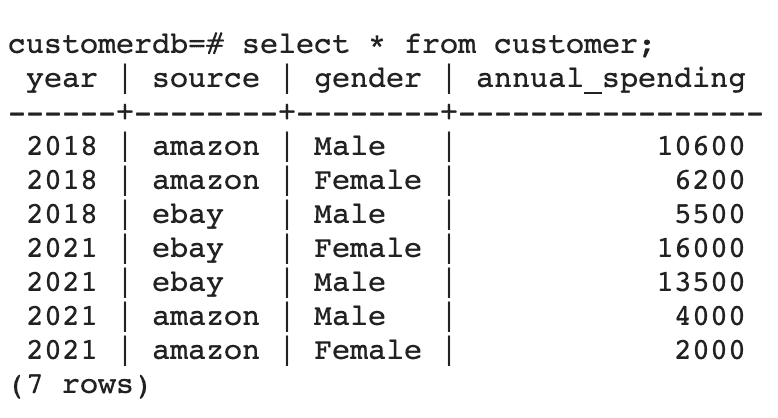 customerdb=# select * from customer;
 year | source | gender | annual_spending
------+--------+--------+-----------------
 2018 | amazon | Male   |           10600
 2018 | amazon | Female |            6200
 2018 | ebay   | Male   |            5500
 2021 | ebay   | Female |           16000
 2021 | ebay   | Male   |           13500
 2021 | amazon | Male   |            4000
 2021 | amazon | Female |            2000
(7 rows)